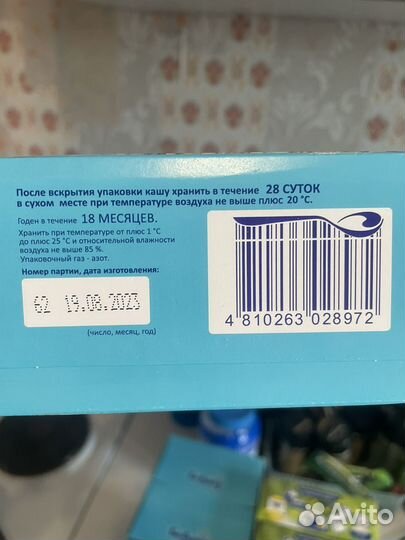 После вскрытия упаковки кашу хранить в течение 28 СУТОК
в сухом месте при температуре воздуха не выше плюс 20 °С.
Годен в течение 18 МЕСЯЦЕВ.
Хранить при температуре от плюс 1 °С
до плюс 25 °С и относительной влажности
воздуха не выше 85 %.
Упаковочный газ - азот.
Номер партии, дата изготовления:
62 19.08.2023
(число, месяц, год)
4 810263 028972
Avito